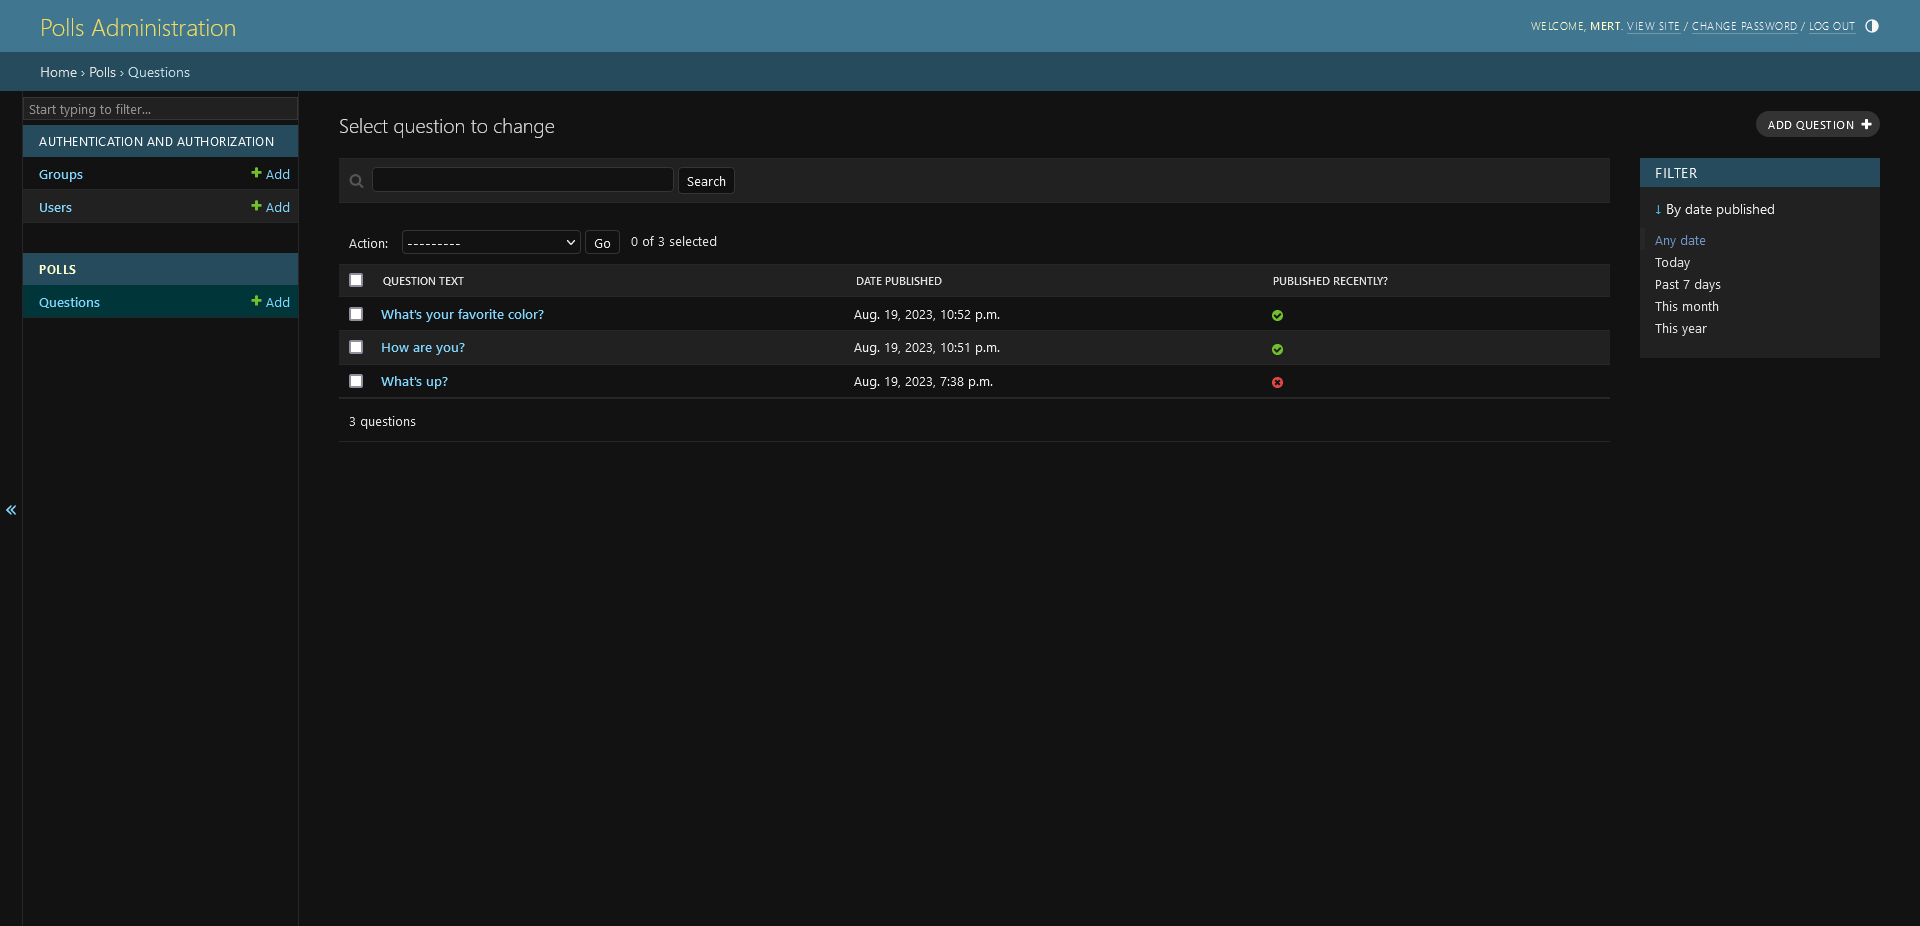 Polls Administration
WELCOME, MERT. VIEW SITE / CHANGE PASSWORD / LOG OUT
Home › Polls › Questions
Start typing to filter...
AUTHENTICATION AND AUTHORIZATION
Groups + Add
Users + Add
POLLS
Questions + Add
«
Select question to change
ADD QUESTION +
Search
Action: --------- Go 0 of 3 selected
QUESTION TEXT DATE PUBLISHED PUBLISHED RECENTLY?
What's your favorite color? Aug. 19, 2023, 10:52 p.m.
How are you? Aug. 19, 2023, 10:51 p.m.
What's up? Aug. 19, 2023, 7:38 p.m.
3 questions
FILTER
↓ By date published
Any date
Today
Past 7 days
This month
This year